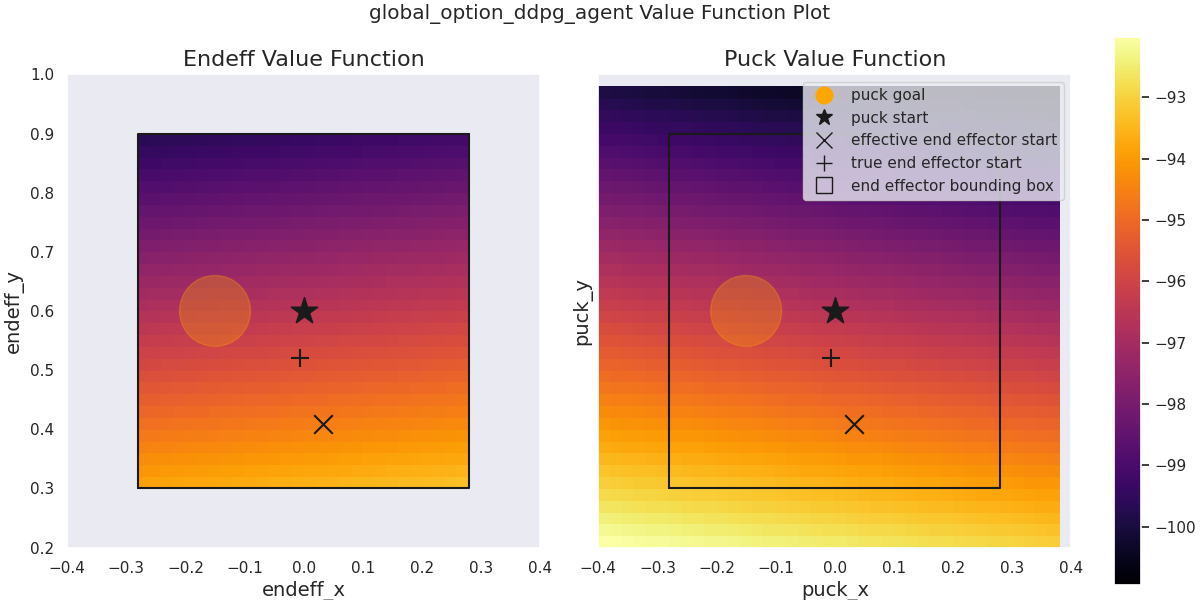 global_option_ddpg_agent Value Function Plot
Endeff Value Function
Puck Value Function
1.0
0.9
0.8
0.7
0.6
0.5
0.4
0.3
0.2
endeff_y
−0.4 −0.3 −0.2 −0.1 0.0 0.1 0.2 0.3 0.4
endeff_x
puck_y
puck goal
puck start
effective end effector start
true end effector start
end effector bounding box
−0.4 −0.3 −0.2 −0.1 0.0 0.1 0.2 0.3 0.4
puck_x
−93
−94
−95
−96
−97
−98
−99
−100